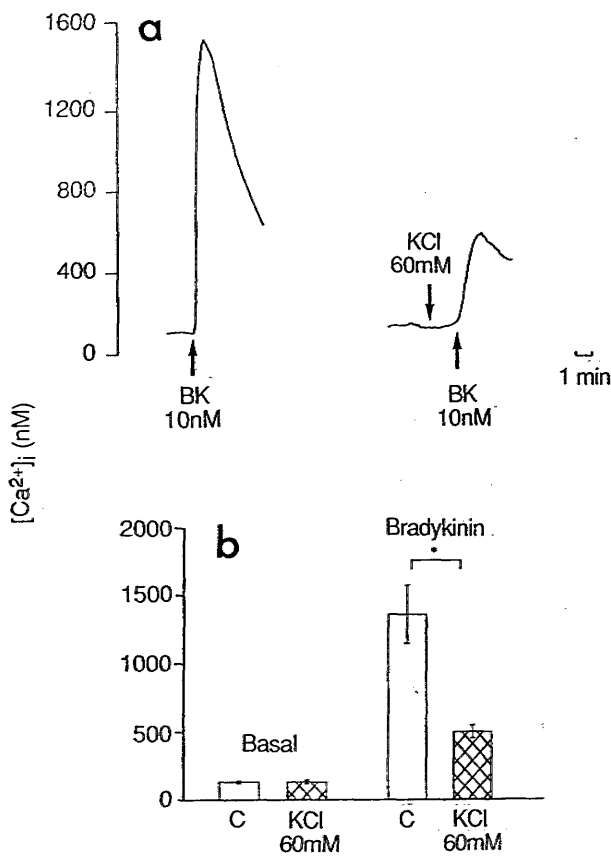 a
1600
1200
800
400
0
BK
10nM
KCl
60mM
BK
10nM
1 min
[Ca²⁺]ᵢ (nM)
b
2000
1500
1000
500
0
Basal
Bradykinin
*
C
KCl
60mM
C
KCl
60mM